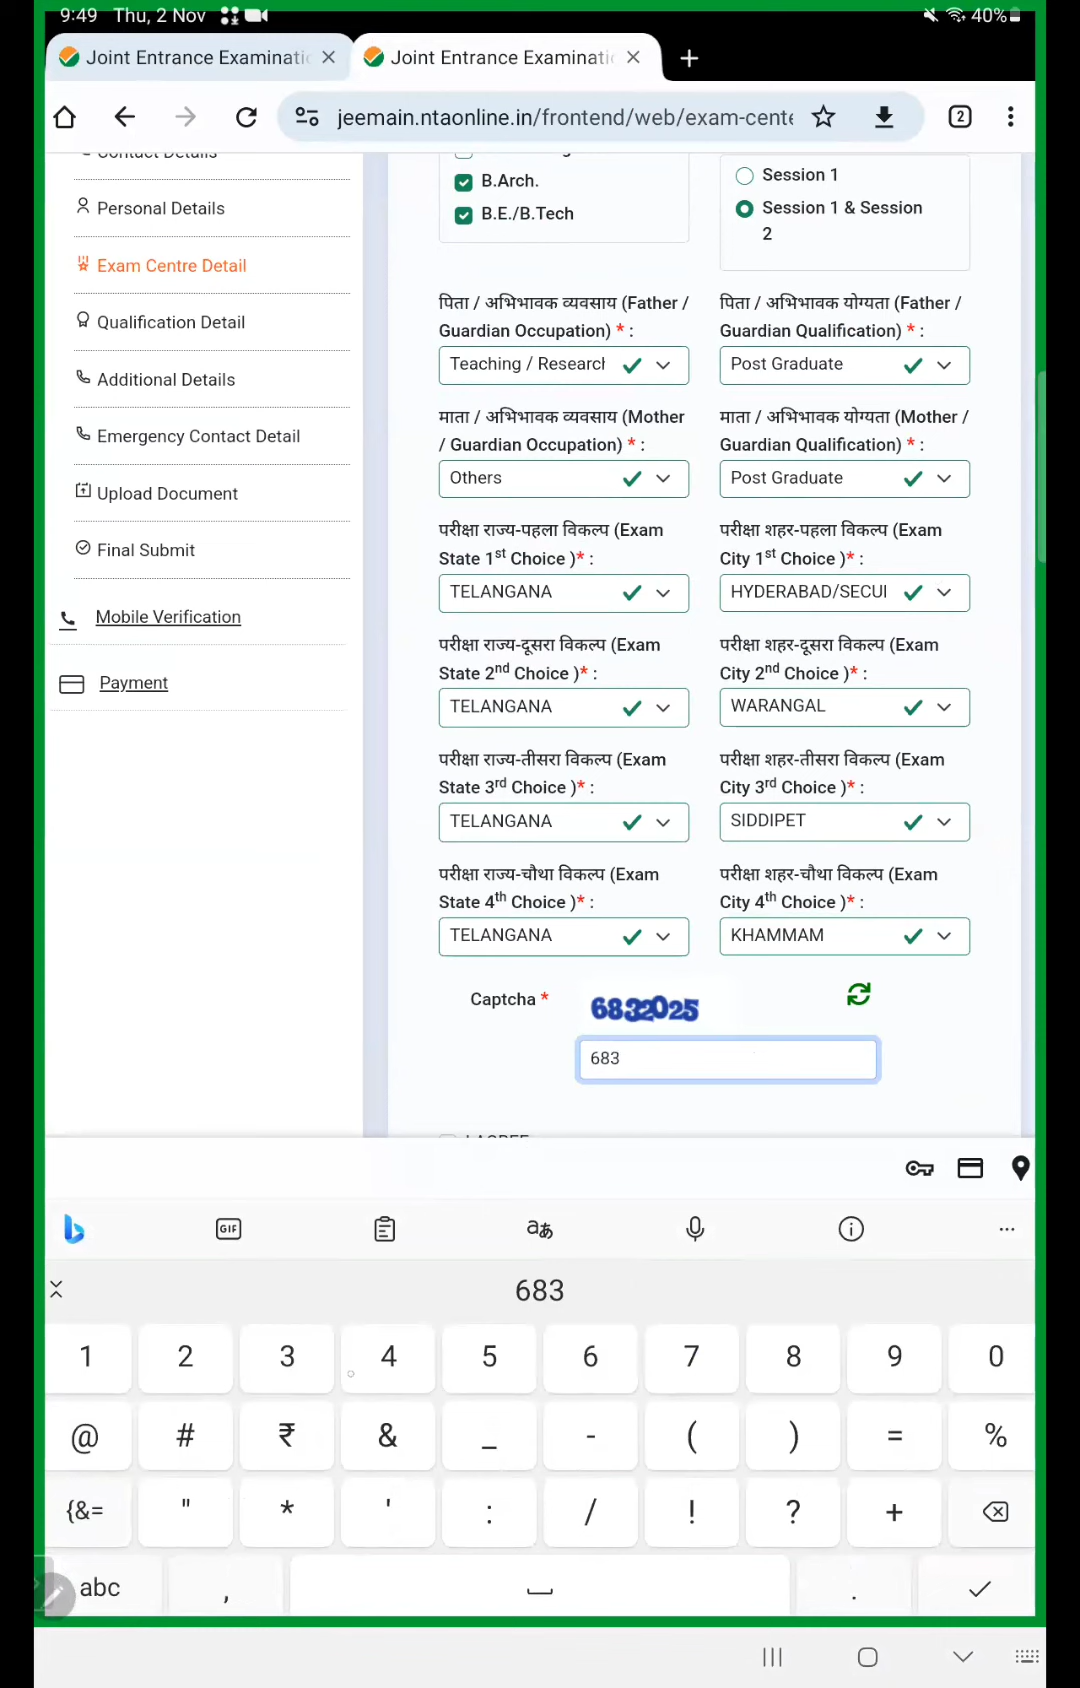 9:49 Thu, 2 Nov 40%
Joint Entrance Examinatic
Joint Entrance Examinati
jeemain.ntaonline.in/frontend/web/exam-cente
2
Contact Details
Personal Details
Exam Centre Detail
Qualification Detail
Additional Details
Emergency Contact Detail
Upload Document
Final Submit
Mobile Verification
Payment
B.Arch.
B.E./B.Tech
Session 1
Session 1 & Session
2
पिता / अभिभावक व्यवसाय (Father /
Guardian Occupation) * :
Teaching / Research
पिता / अभिभावक योग्यता (Father /
Guardian Qualification) * :
Post Graduate
माता / अभिभावक व्यवसाय (Mother
/ Guardian Occupation) * :
Others
माता / अभिभावक योग्यता (Mother /
Guardian Qualification) * :
Post Graduate
परीक्षा राज्य-पहला विकल्प (Exam
State 1st Choice )* :
TELANGANA
परीक्षा शहर-पहला विकल्प (Exam
City 1st Choice )* :
HYDERABAD/SECUI
परीक्षा राज्य-दूसरा विकल्प (Exam
State 2nd Choice )* :
TELANGANA
परीक्षा शहर-दूसरा विकल्प (Exam
City 2nd Choice )* :
WARANGAL
परीक्षा राज्य-तीसरा विकल्प (Exam
State 3rd Choice )* :
TELANGANA
परीक्षा शहर-तीसरा विकल्प (Exam
City 3rd Choice )* :
SIDDIPET
परीक्षा राज्य-चौथा विकल्प (Exam
State 4th Choice )* :
TELANGANA
परीक्षा शहर-चौथा विकल्प (Exam
City 4th Choice )* :
KHAMMAM
Captcha *
6832025
683
I AGREE
GIF
aあ
683
1 2 3 4 5 6 7 8 9 0
@ # ₹ & _ - ( ) = %
{&= " * ' : / ! ? +
abc , .